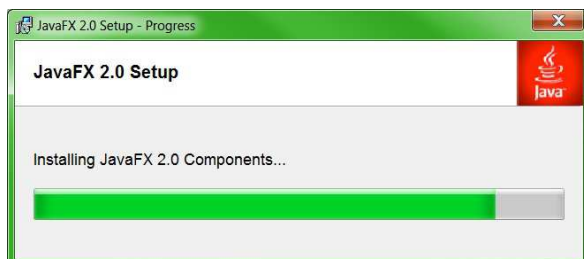 JavaFX 2.0 Setup - Progress
JavaFX 2.0 Setup
Java
Installing JavaFX 2.0 Components...